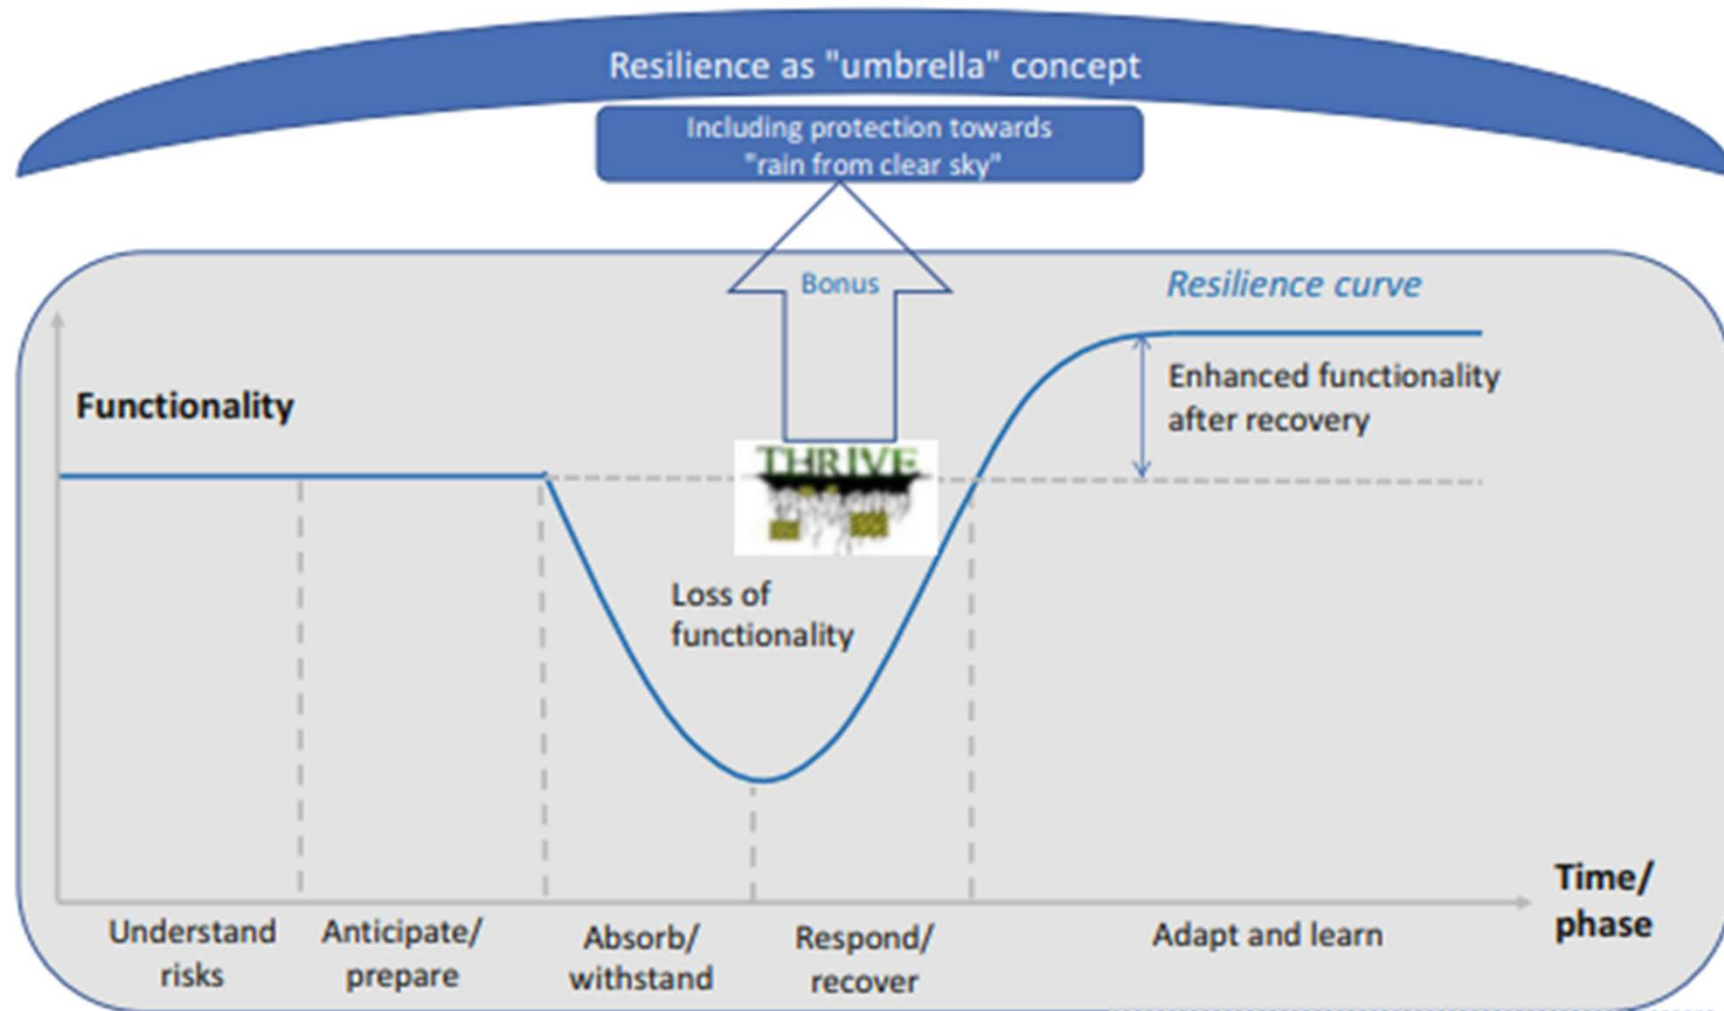 Resilience as "umbrella" concept
Including protection towards
"rain from clear sky"
Bonus
Resilience curve
Enhanced functionality
after recovery
Functionality
THRIVE
Loss of
functionality
Time/
phase
Understand
risks
Anticipate/
prepare
Absorb/
withstand
Respond/
recover
Adapt and learn